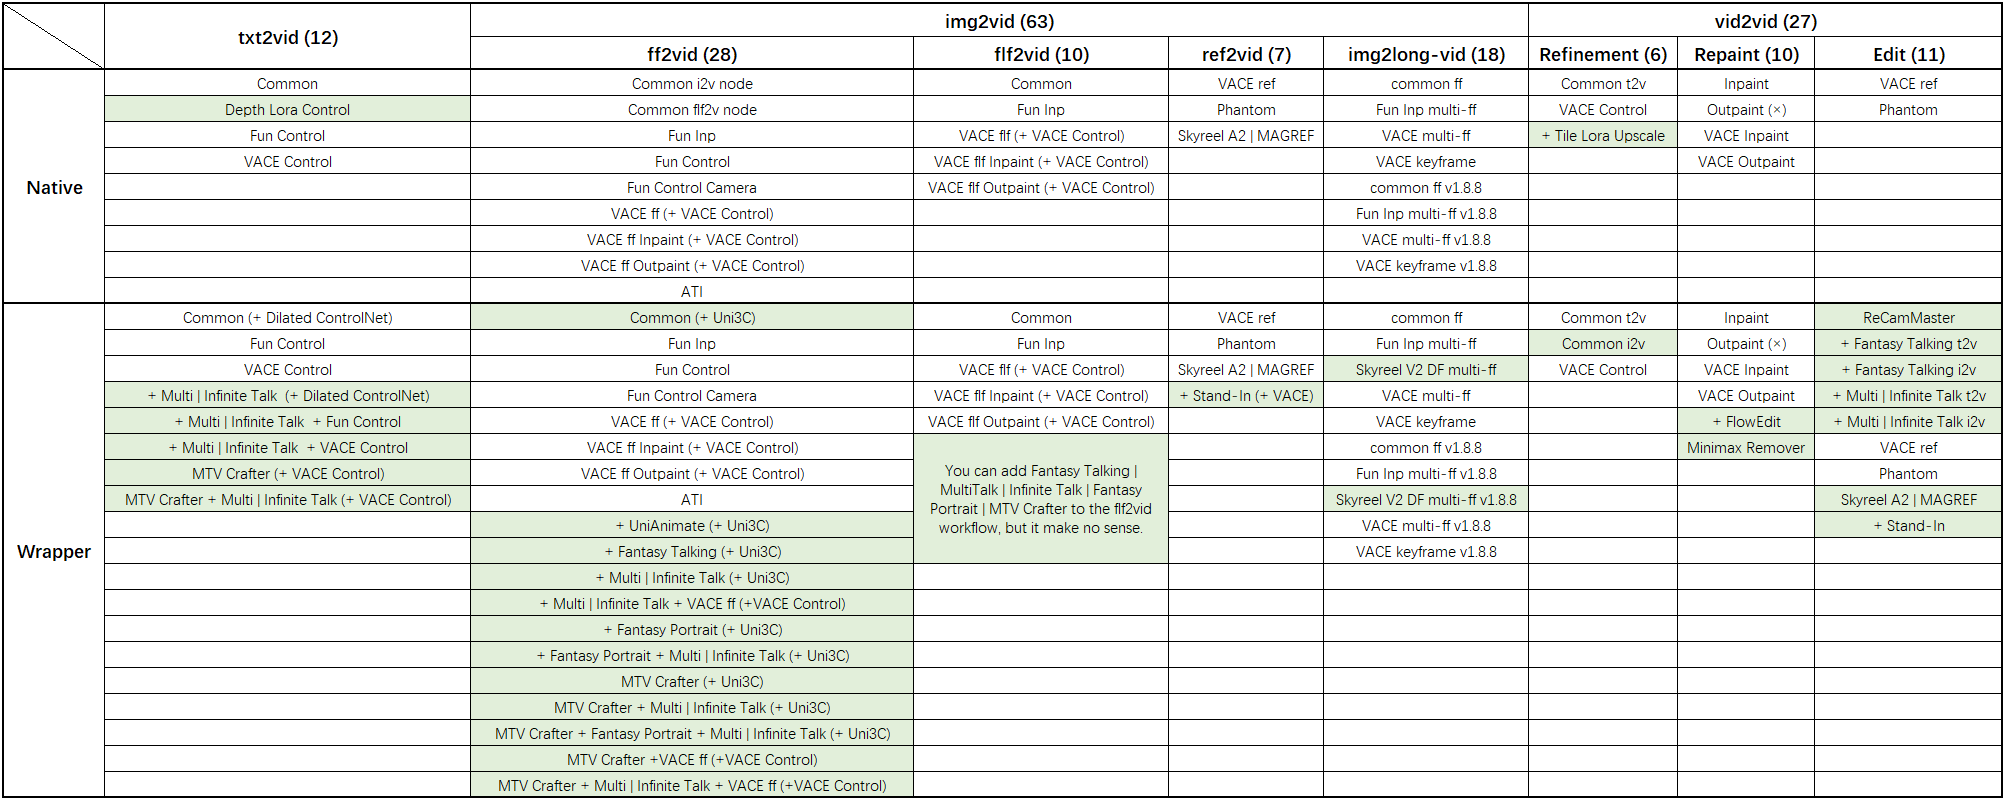 txt2vid (12)
img2vid (63)
vid2vid (27)
ff2vid (28)
flf2vid (10)
ref2vid (7)
img2long-vid (18)
Refinement (6)
Repaint (10)
Edit (11)
Native
Common
Common i2v node
Common
VACE ref
common ff
Common t2v
Inpaint
VACE ref
Depth Lora Control
Common flf2v node
Fun Inp
Phantom
Fun Inp multi-ff
VACE Control
Outpaint (×)
Phantom
Fun Control
Fun Inp
VACE flf (+ VACE Control)
Skyreel A2 | MAGREF
VACE multi-ff
+ Tile Lora Upscale
VACE Inpaint
VACE Control
Fun Control
VACE flf Inpaint (+ VACE Control)
VACE keyframe
VACE Outpaint
Fun Control Camera
VACE flf Outpaint (+ VACE Control)
common ff v1.8.8
VACE ff (+ VACE Control)
Fun Inp multi-ff v1.8.8
VACE ff Inpaint (+ VACE Control)
VACE multi-ff v1.8.8
VACE ff Outpaint (+ VACE Control)
VACE keyframe v1.8.8
ATI
Wrapper
Common (+ Dilated ControlNet)
Common (+ Uni3C)
Common
VACE ref
common ff
Common t2v
Inpaint
ReCamMaster
Fun Control
Fun Inp
Fun Inp
Phantom
Fun Inp multi-ff
Common i2v
Outpaint (×)
+ Fantasy Talking t2v
VACE Control
Fun Control
VACE flf (+ VACE Control)
Skyreel A2 | MAGREF
Skyreel V2 DF multi-ff
VACE Control
VACE Inpaint
+ Fantasy Talking i2v
+ Multi | Infinite Talk (+ Dilated ControlNet)
Fun Control Camera
VACE flf Inpaint (+ VACE Control)
+ Stand-In (+ VACE)
VACE multi-ff
VACE Outpaint
+ Multi | Infinite Talk t2v
+ Multi | Infinite Talk + Fun Control
VACE ff (+ VACE Control)
VACE flf Outpaint (+ VACE Control)
VACE keyframe
+ FlowEdit
+ Multi | Infinite Talk i2v
+ Multi | Infinite Talk + VACE Control
VACE ff Inpaint (+ VACE Control)
You can add Fantasy Talking |
MultiTalk | Infinite Talk | Fantasy
Portrait | MTV Crafter to the flf2vid
workflow, but it make no sense.
common ff v1.8.8
Minimax Remover
VACE ref
MTV Crafter (+ VACE Control)
VACE ff Outpaint (+ VACE Control)
Fun Inp multi-ff v1.8.8
Phantom
MTV Crafter + Multi | Infinite Talk (+ VACE Control)
ATI
Skyreel V2 DF multi-ff v1.8.8
Skyreel A2 | MAGREF
+ UniAnimate (+ Uni3C)
VACE multi-ff v1.8.8
+ Stand-In
+ Fantasy Talking (+ Uni3C)
VACE keyframe v1.8.8
+ Multi | Infinite Talk (+ Uni3C)
+ Multi | Infinite Talk + VACE ff (+VACE Control)
+ Fantasy Portrait (+ Uni3C)
+ Fantasy Portrait + Multi | Infinite Talk (+ Uni3C)
MTV Crafter (+ Uni3C)
MTV Crafter + Multi | Infinite Talk (+ Uni3C)
MTV Crafter + Fantasy Portrait + Multi | Infinite Talk (+ Uni3C)
MTV Crafter +VACE ff (+VACE Control)
MTV Crafter + Multi | Infinite Talk + VACE ff (+VACE Control)